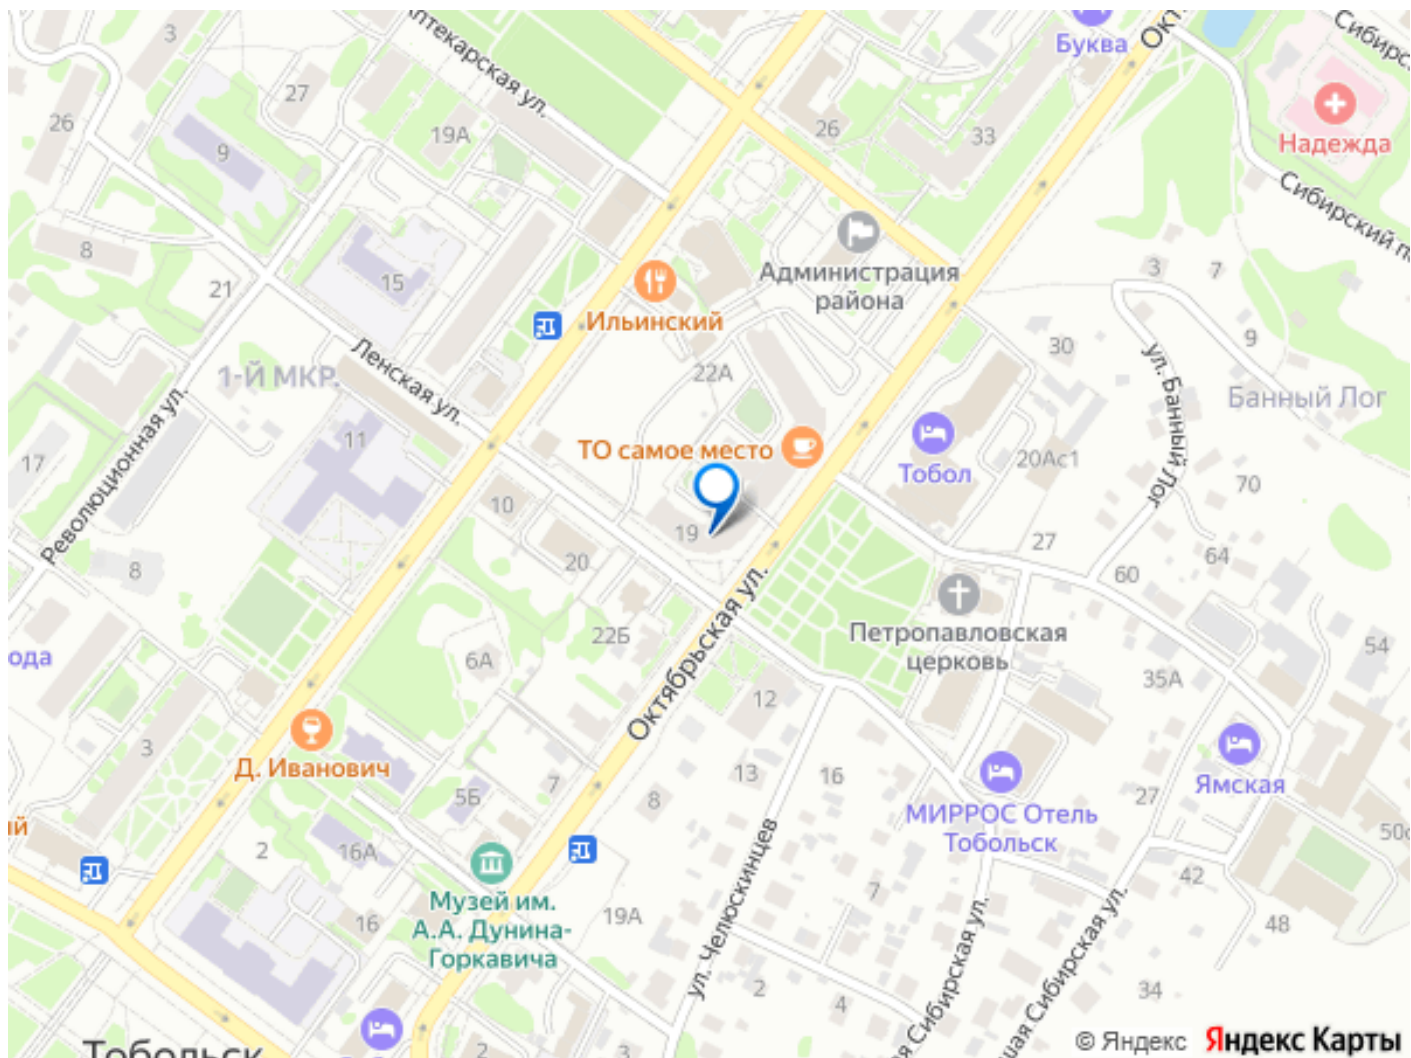 3
Аптекарская ул.
Буква
Окт
Сибирс
27
26
19А
9
26
33
Надежда
Сибирский п
8
21
15
Администрация
района
3
7
Ильинский
Ленская ул.
1-Й МКР.
22А
30
9
ул. Банный Лог
Банный Лог
Революционная ул.
17
11
ТО самое место
Тобол
20Ас1
70
10
19
8
20
27
64
60
Октябрьская ул.
22Б
Петропавловская
церковь
54
ода
6А
35А
12
3
Д. Иванович
13
16
Ямская
7
5Б
8
МИРРОС Отель
Тобольск
27
ий
2
16А
50с
Музей им.
А.А. Дунина-
Горкавича
16
19А
7
42
48
ул. Челюскинцев
2
4
ая Сибирская ул.
шая Сибирская ул.
34
Тобольск
2
© Яндекс Яндекс Карты